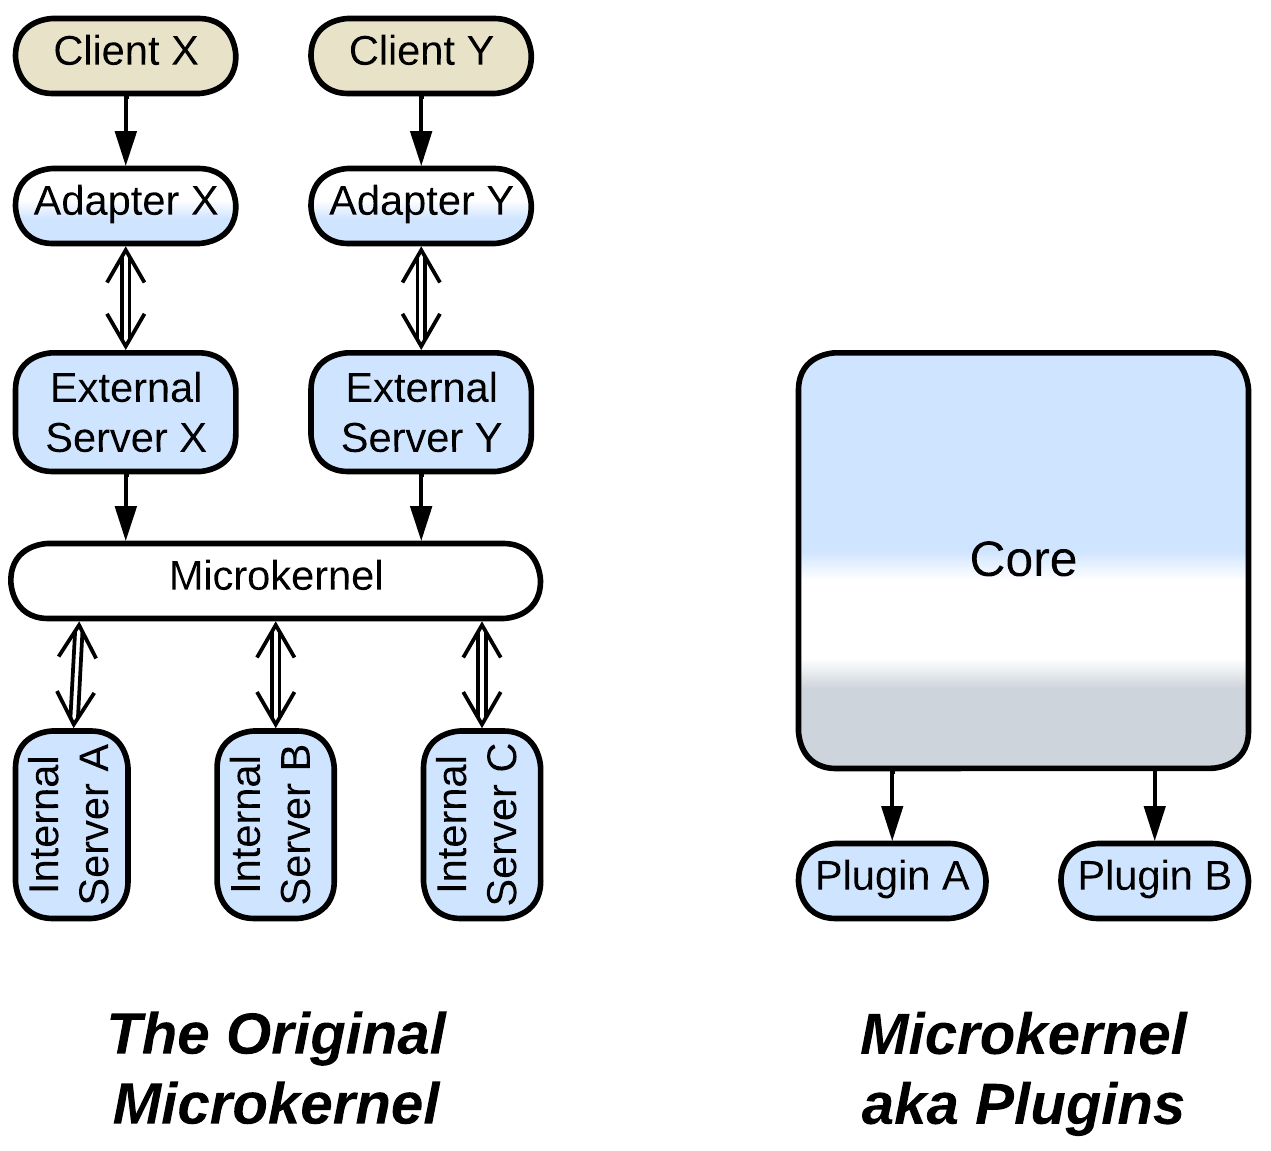 Client X
Client Y
Adapter X
Adapter Y
External
Server X
External
Server Y
Microkernel
Internal
Server A
Internal
Server B
Internal
Server C
The Original
Microkernel
Core
Plugin A
Plugin B
Microkernel
aka Plugins